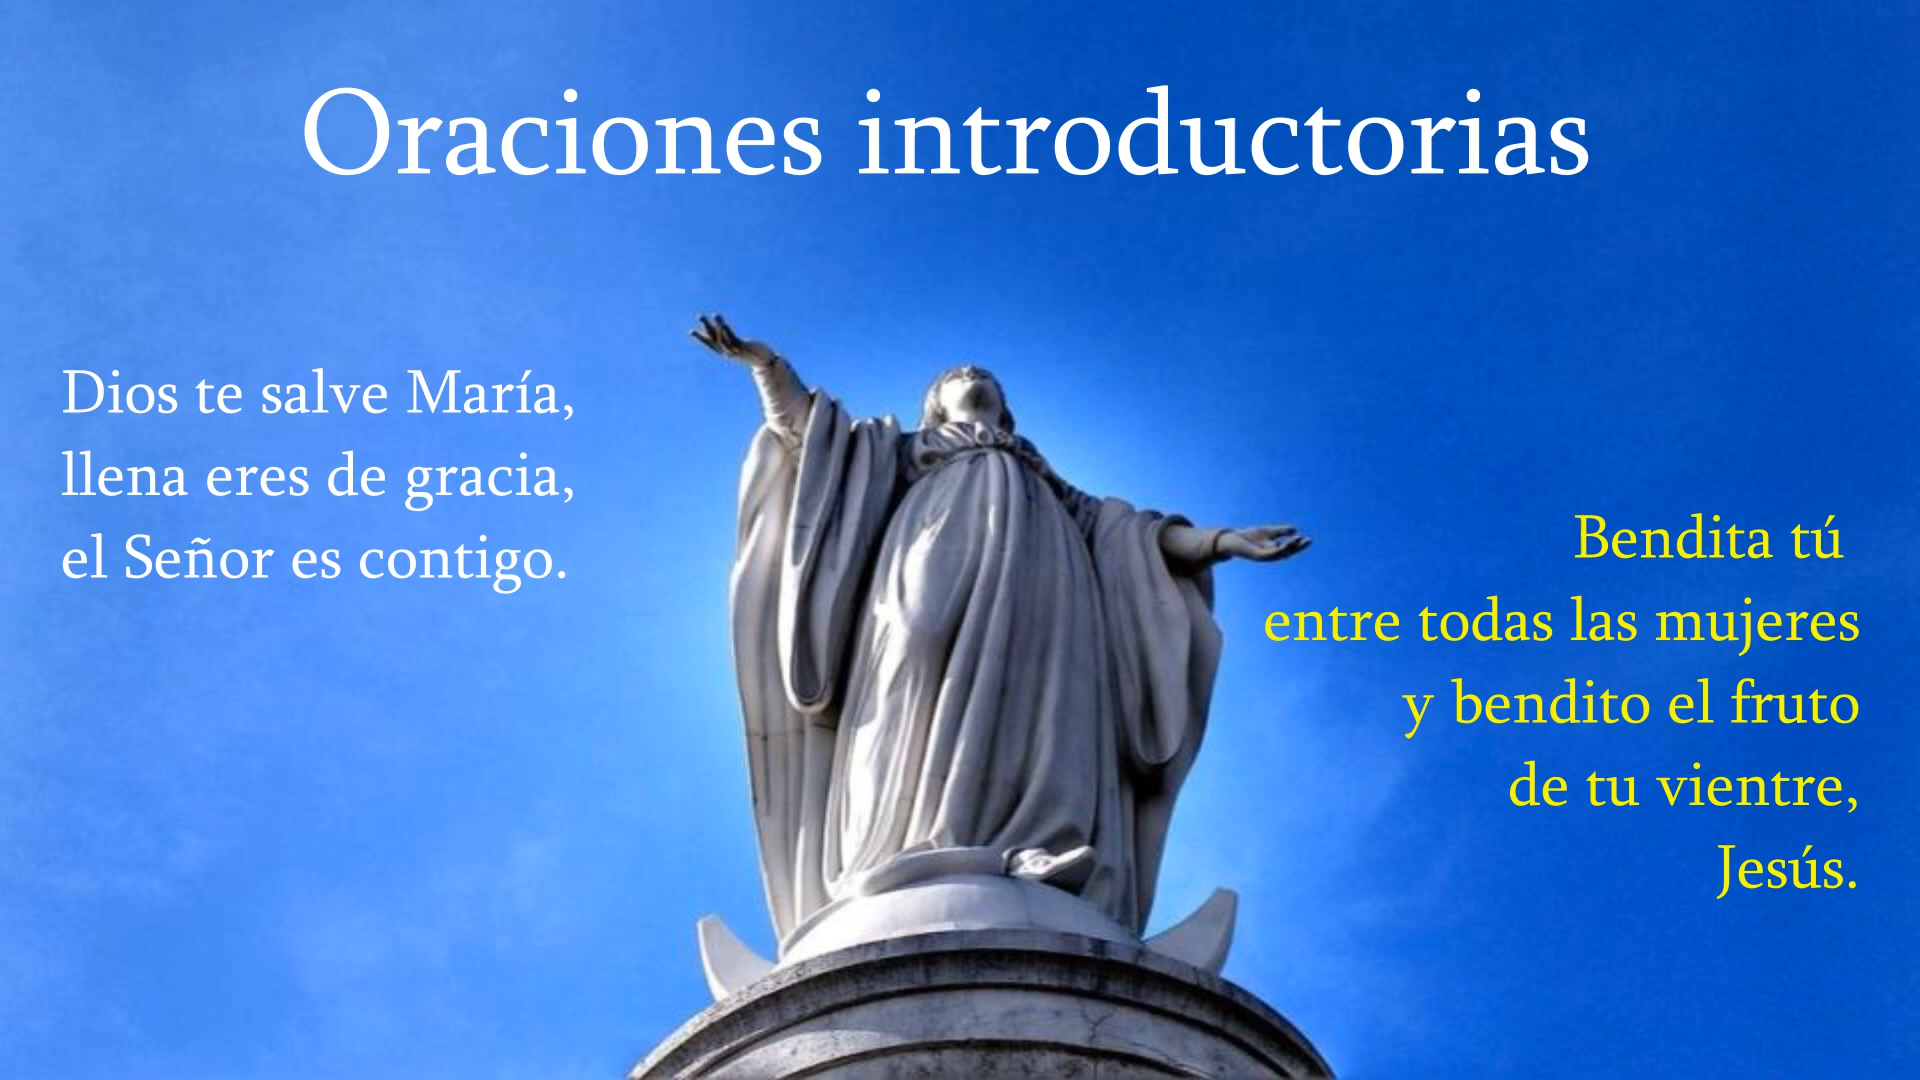 Oraciones introductorias
Dios te salve María,
llena eres de gracia,
el Señor es contigo.
Bendita tú
entre todas las mujeres
y bendito el fruto
de tu vientre,
Jesús.